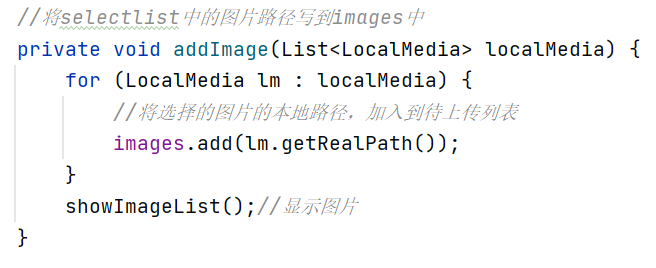 //将selectlist中的图片路径写到images中
private void addImage(List<LocalMedia> localMedia) {
    for (LocalMedia lm : localMedia) {
        //将选择的图片的本地路径，加入到待上传列表
        images.add(lm.getRealPath());
    }
    showImageList();//显示图片
}